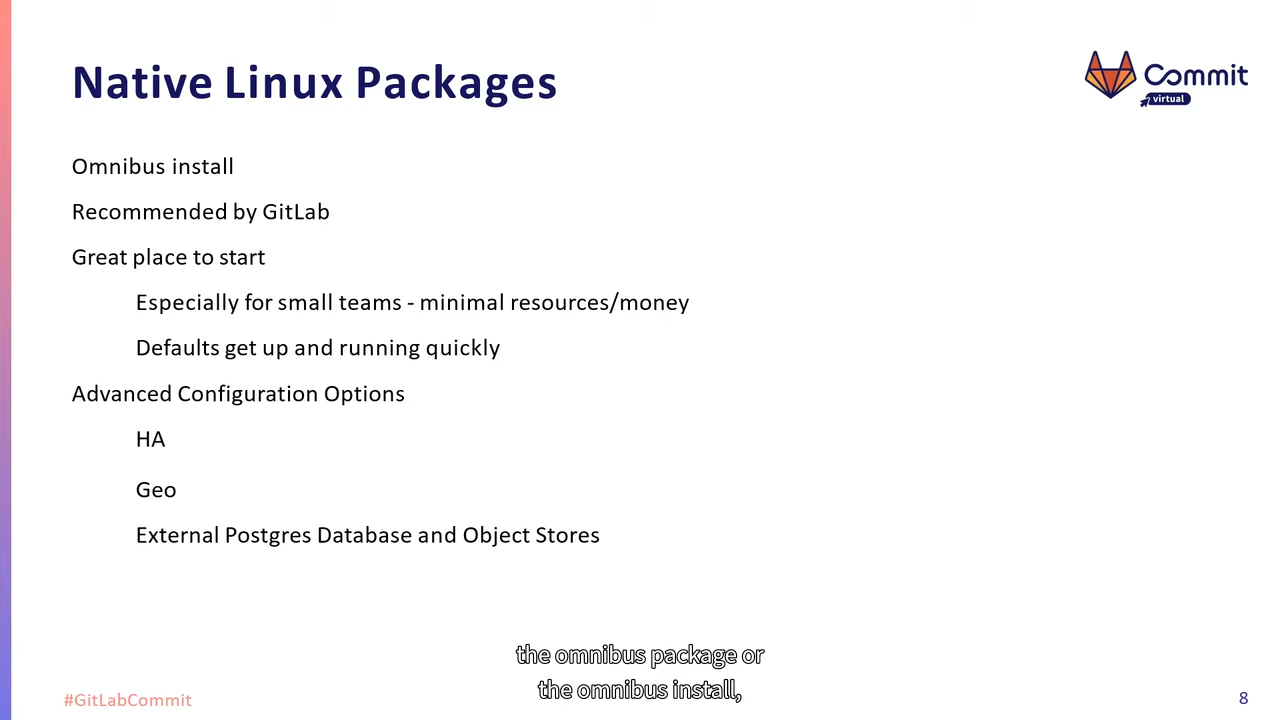 Native Linux Packages
Commit
virtual
Omnibus install
Recommended by GitLab
Great place to start
Especially for small teams - minimal resources/money
Defaults get up and running quickly
Advanced Configuration Options
HA
Geo
External Postgres Database and Object Stores
the omnibus package or
the omnibus install,
#GitLabCommit
8